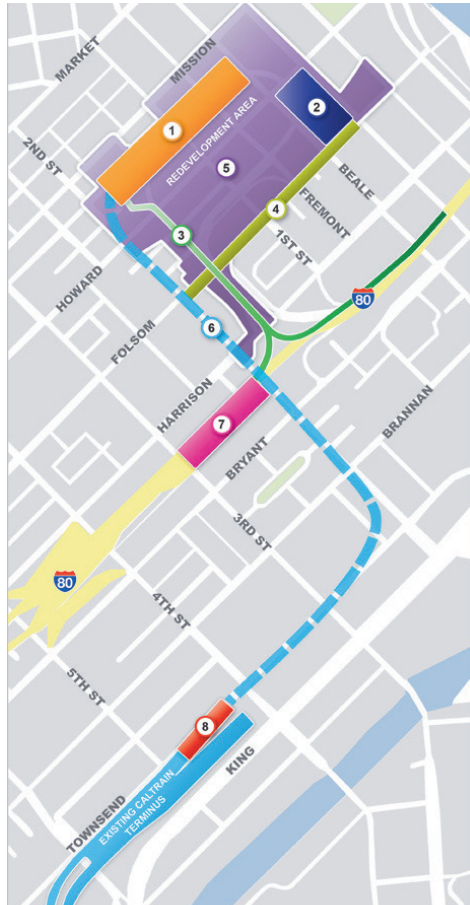 MARKET
MISSION
2
1
REDEVELOPMENT AREA
2ND ST
5
BEALE
4
FREMONT
3
1ST ST
HOWARD
80
6
FOLSOM
HARRISON
7
BRANNAN
BRYANT
3RD ST
80
4TH ST
5TH ST
8
KING
TOWNSEND
EXISTING CALTRAIN
TERMINUS